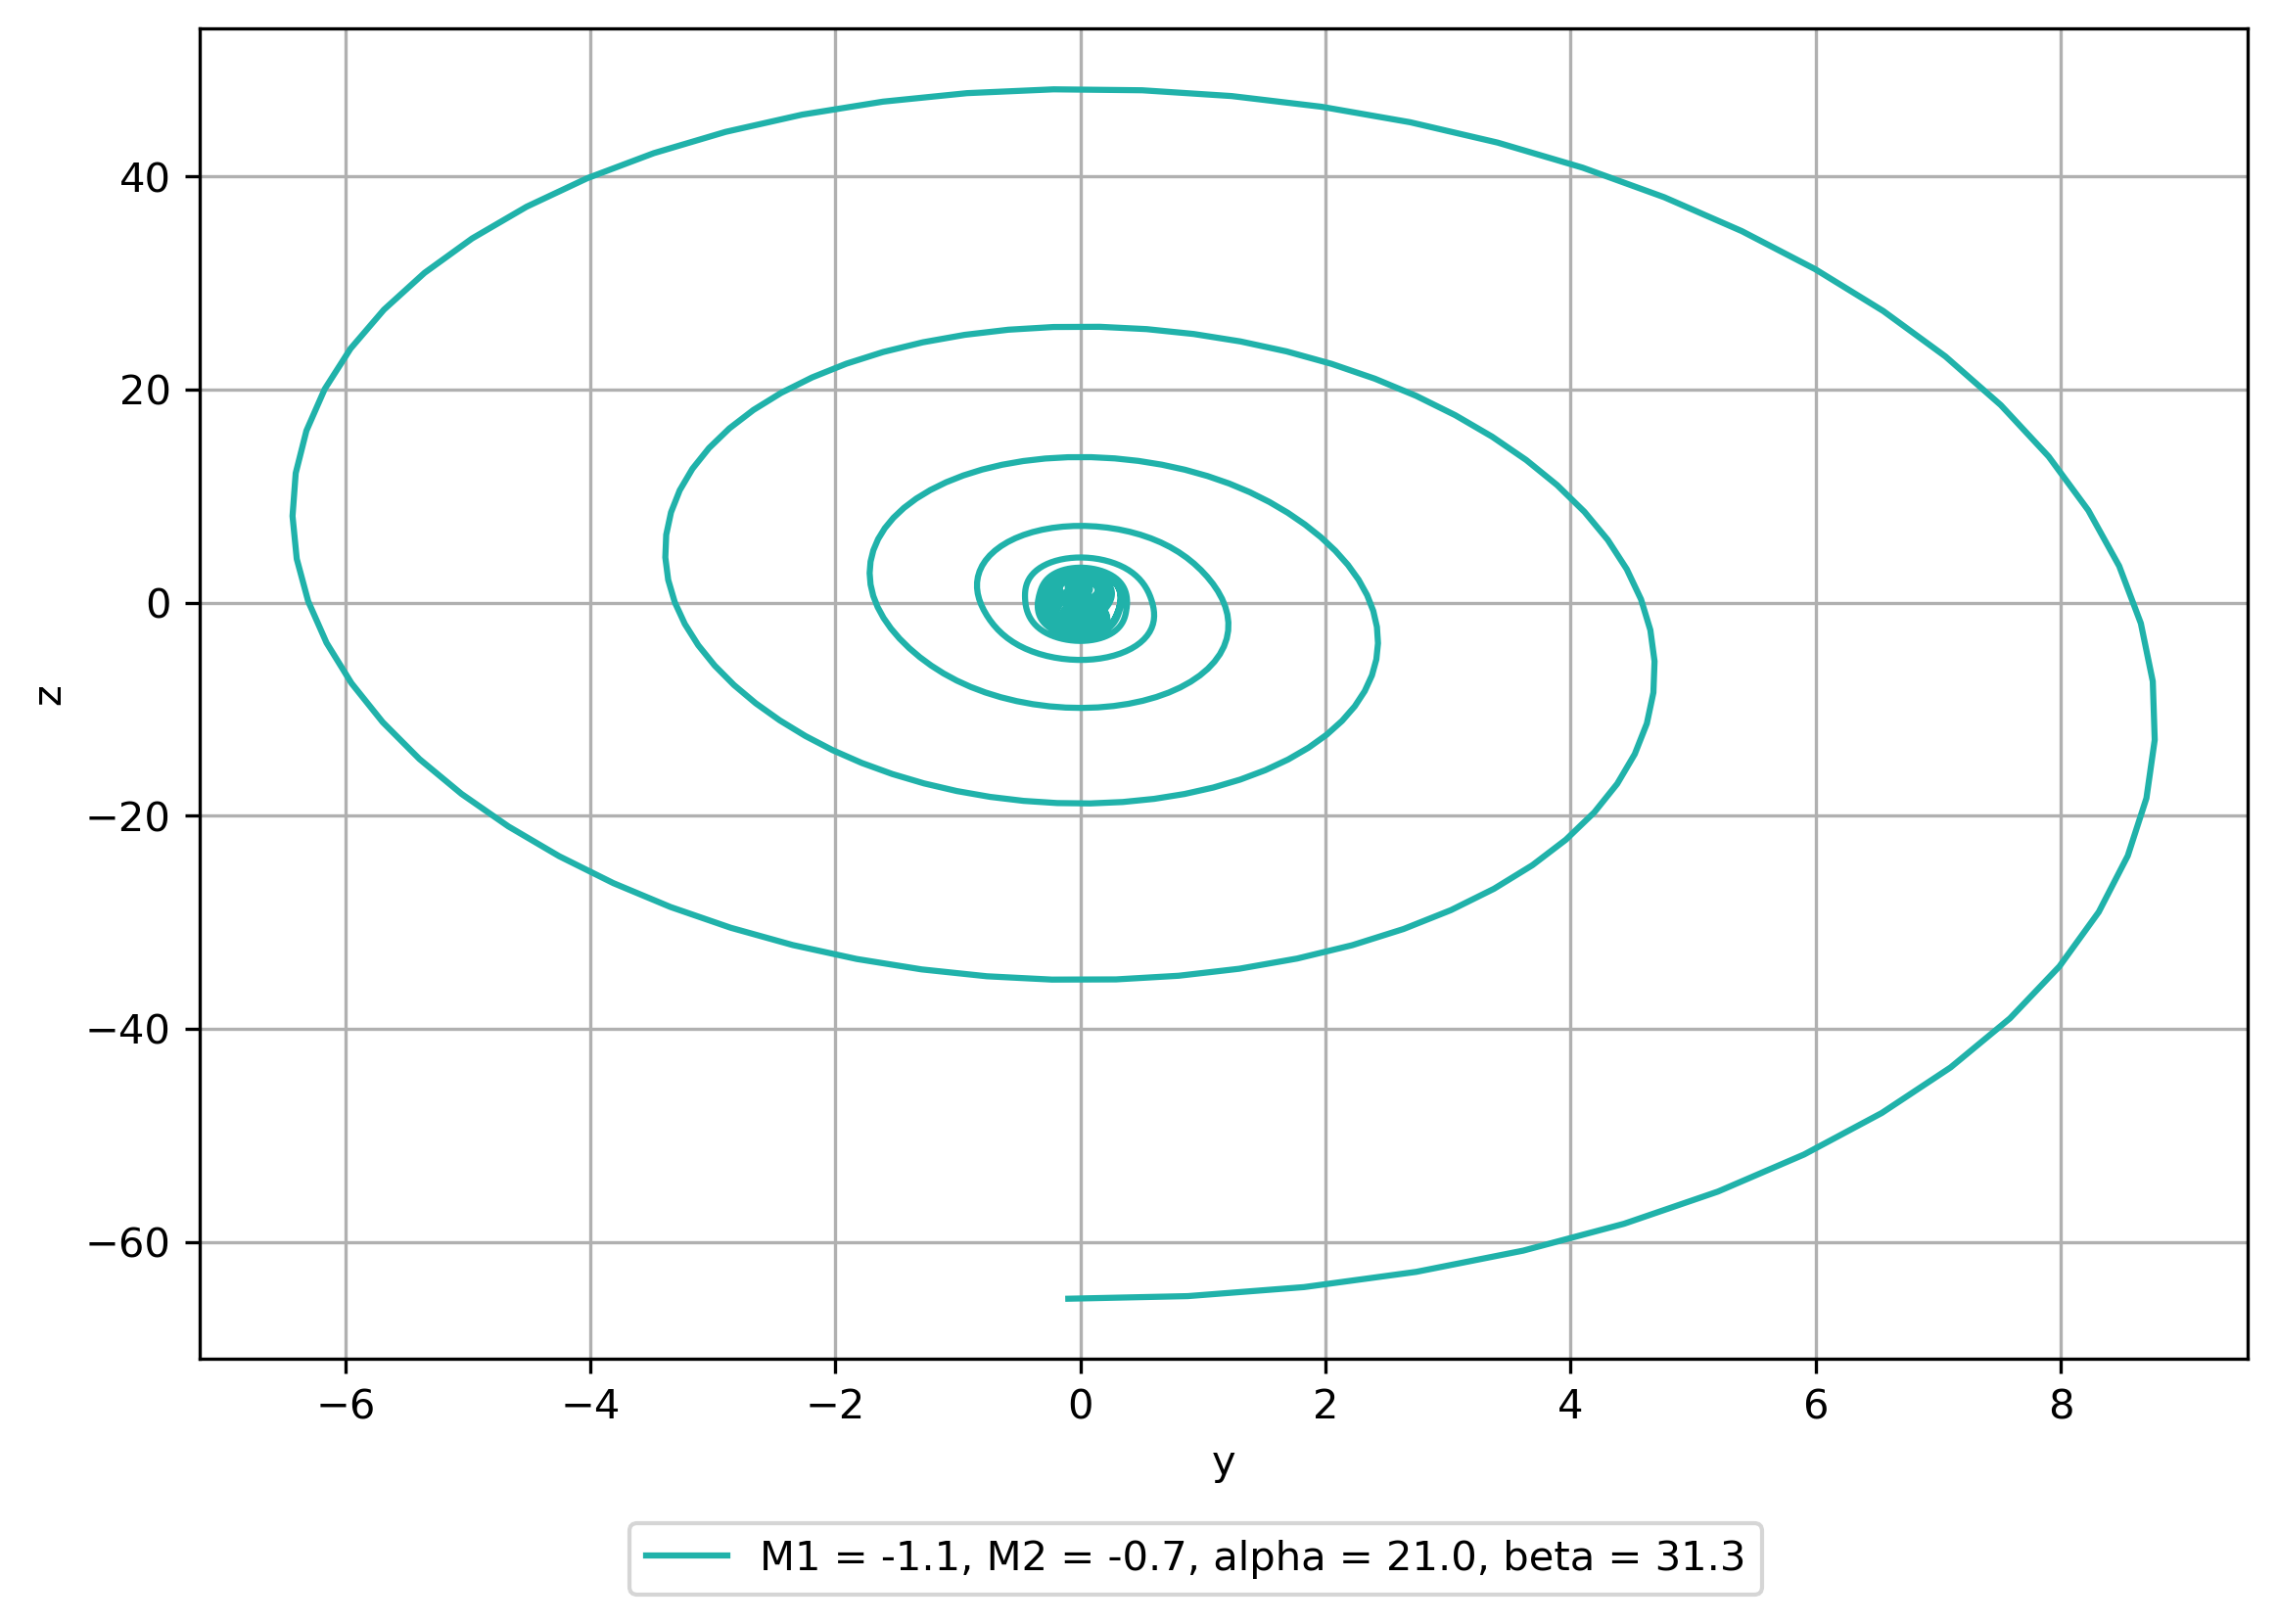 40
20
0
−20
−40
−60
z
−6 −4 −2 0 2 4 6 8
y
M1 = -1.1, M2 = -0.7, alpha = 21.0, beta = 31.3